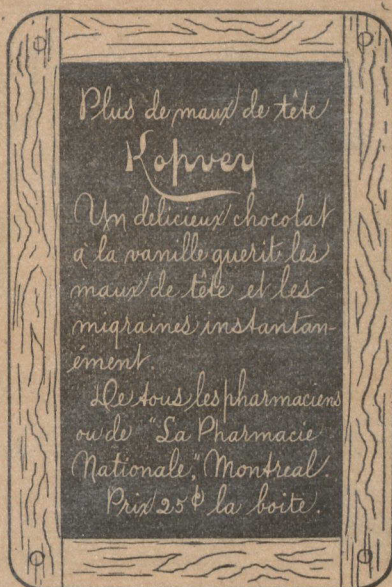 Plus de maux de tête
Kopvey
Un délicieux chocolat
à la vanille guerit les
maux de tête et les
migraines instantan-
ément.
De tous les pharmaciens
ou de "La Pharmacie
Nationale," Montreal.
Prix 25¢ la boite.